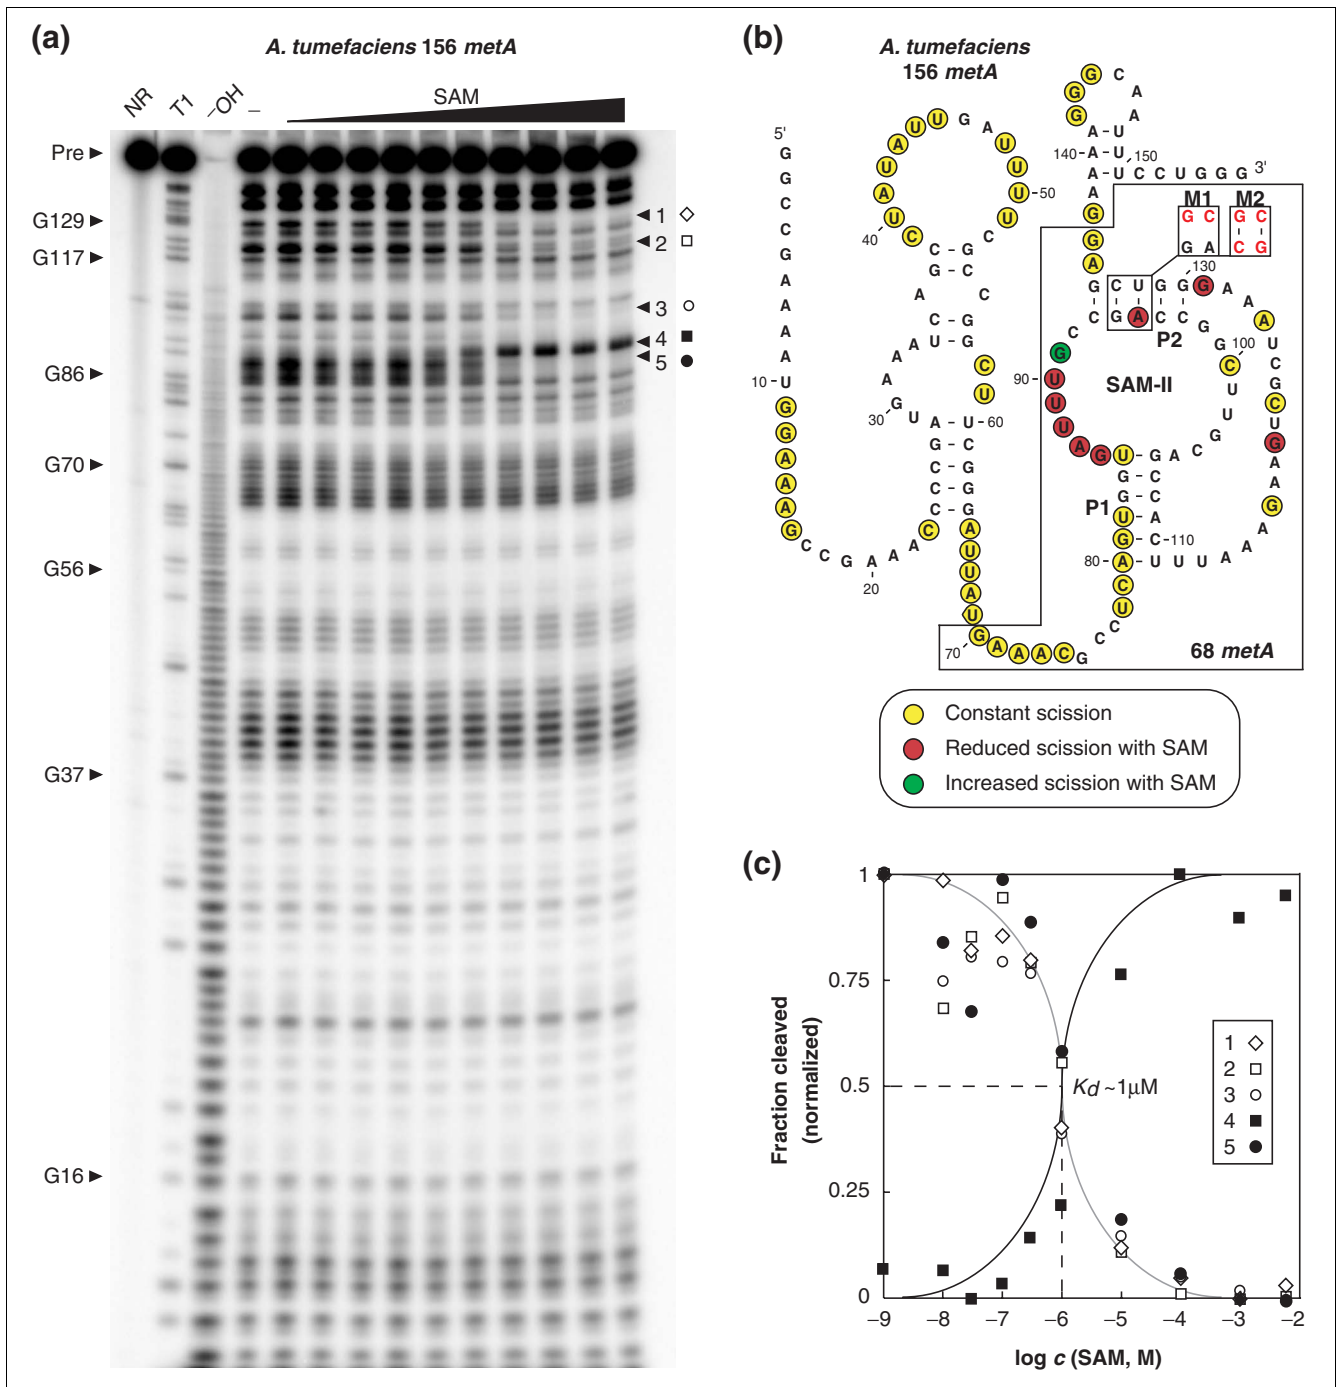 (a)
A. tumefaciens 156 metA
NR
T1
–OH
–
SAM
Pre
G129
G117
G86
G70
G56
G37
G16
1
2
3
4
5
(b)
A. tumefaciens
156 metA
5'
G
G
C
C
G
A
A
A
A
10 U
G
G
A
A
A
G
C
C
G
A
20
A
A
C
C
C
G
A
U
G
30
A
A
A
U
C
A
G
C
C
40
U
A
U
A
U
U
G
A
U
U
U
50
U
C
G
C
C
G
G
C
U
U
60
C
G
G
G
A
U
U
A
U
G
70
A
A
A
C
G
C
C
U
C
A
80
G
U
G
G
U
G
A
U
U
U
90
G
C
C
G
A
C
C
G
G
C
100
U
U
G
C
A
G
C
C
A
C
110
U
U
U
A
A
A
A
G
A
A
G
U
C
G
C
U
A
A
A
G
G
130
G
U
C
G
A
G
G
A
A
A
140
G
G
G
C
A
A
U
U
U
150
C
C
U
G
G
G
3'
M1
G C
G A
M2
G C
C G
P2
SAM-II
P1
68 metA
Constant scission
Reduced scission with SAM
Increased scission with SAM
(c)
Fraction cleaved
(normalized)
1
0.75
0.5
0.25
0
Kd ~1μM
1
2
3
4
5
–9 –8 –7 –6 –5 –4 –3 –2
log c (SAM, M)